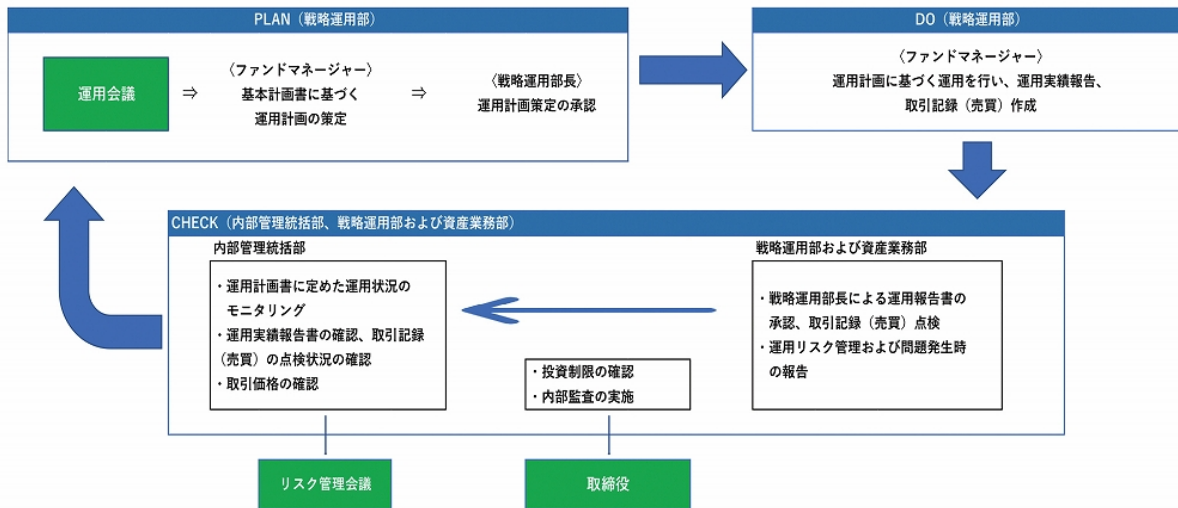 PLAN（戦略運用部）
運用会議
⇒
〈ファンドマネージャー〉
基本計画書に基づく
運用計画の策定
⇒
〈戦略運用部長〉
運用計画策定の承認
DO（戦略運用部）
〈ファンドマネージャー〉
運用計画に基づく運用を行い、運用実績報告、
取引記録（売買）作成
CHECK（内部管理統括部、戦略運用部および資産業務部）
内部管理統括部
・運用計画書に定めた運用状況の
モニタリング
・運用実績報告書の確認、取引記録
（売買）の点検状況の確認
・取引価格の確認
・投資制限の確認
・内部監査の実施
戦略運用部および資産業務部
・戦略運用部長による運用報告書の
承認、取引記録（売買）点検
・運用リスク管理および問題発生時
の報告
リスク管理会議
取締役